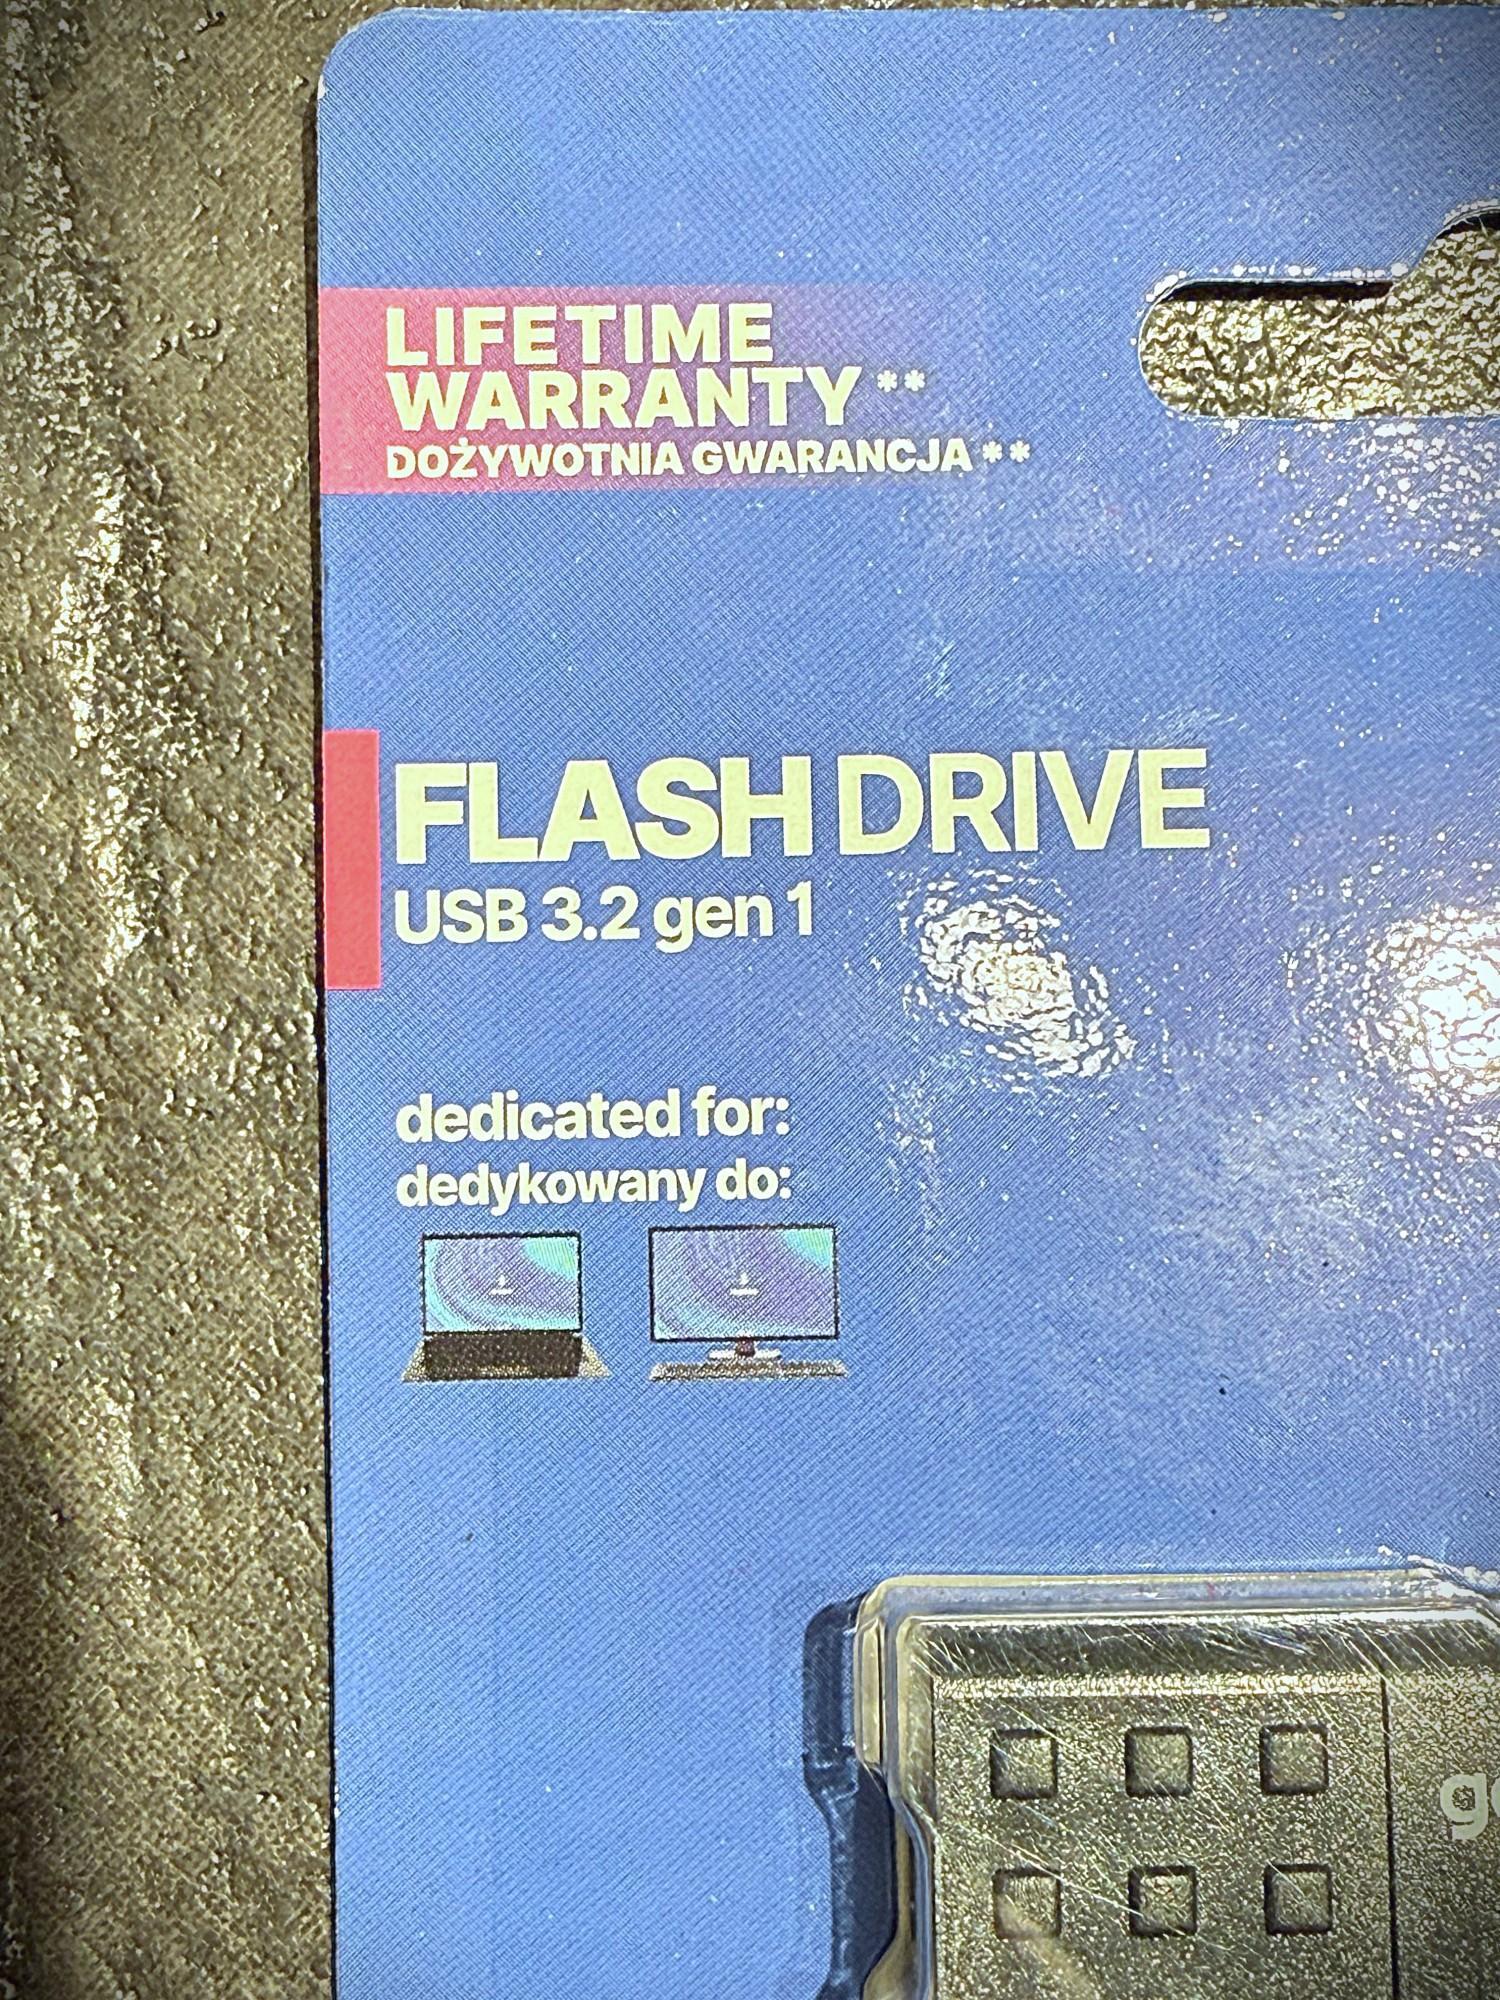 LIFETIME
WARRANTY **
DOŻYWOTNIA GWARANCJA **
FLASH DRIVE
USB 3.2 gen 1
dedicated for:
dedykowany do: